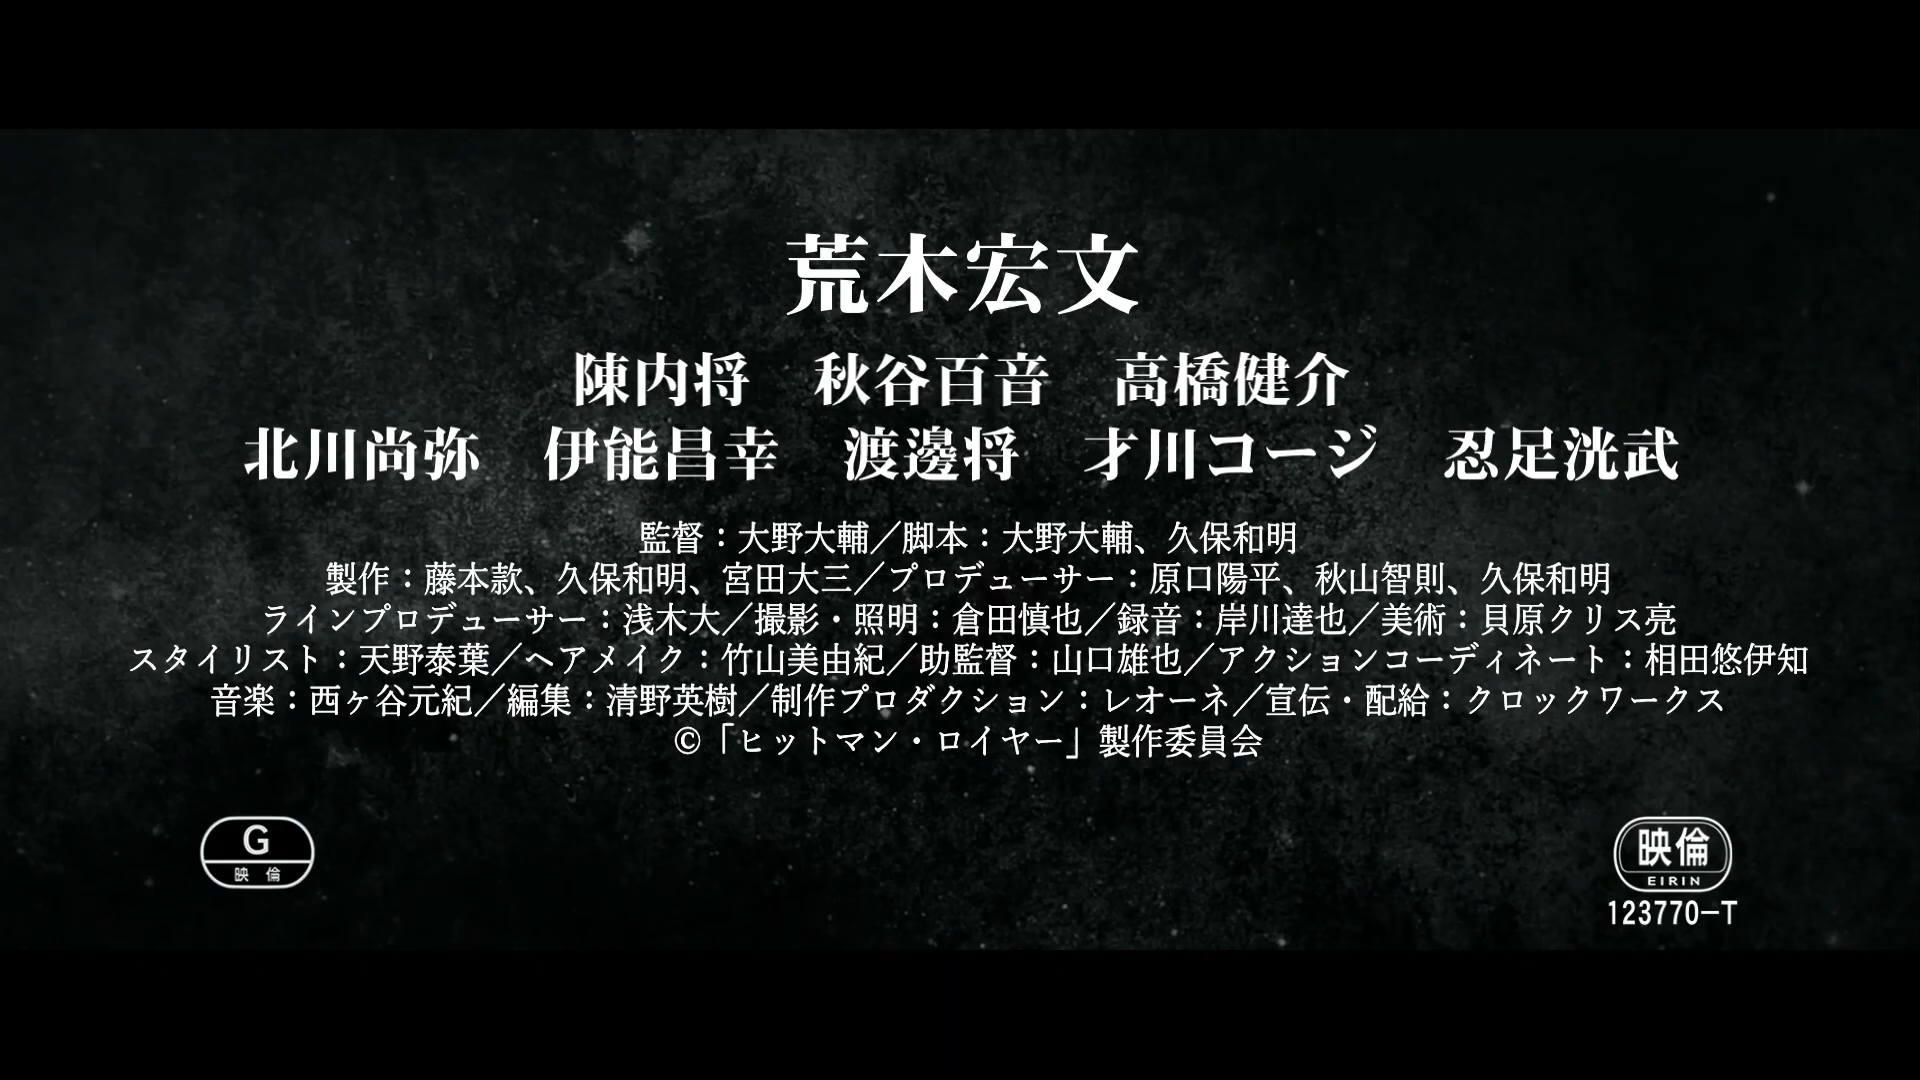 荒木宏文
陳内将　秋谷百音　高橋健介
北川尚弥　伊能昌幸　渡邊将　才川コージ　忍足洸武
監督：大野大輔／脚本：大野大輔、久保和明
製作：藤本款、久保和明、宮田大三／プロデューサー：原口陽平、秋山智則、久保和明
ラインプロデューサー：浅木大／撮影・照明：倉田慎也／録音：岸川達也／美術：貝原クリス亮
スタイリスト：天野泰葉／ヘアメイク：竹山美由紀／助監督：山口雄也／アクションコーディネート：相田悠伊知
音楽：西ヶ谷元紀／編集：清野英樹／制作プロダクション：レオーネ／宣伝・配給：クロックワークス
©「ヒットマン・ロイヤー」製作委員会
G
映倫
映倫
EIRIN
123770-T